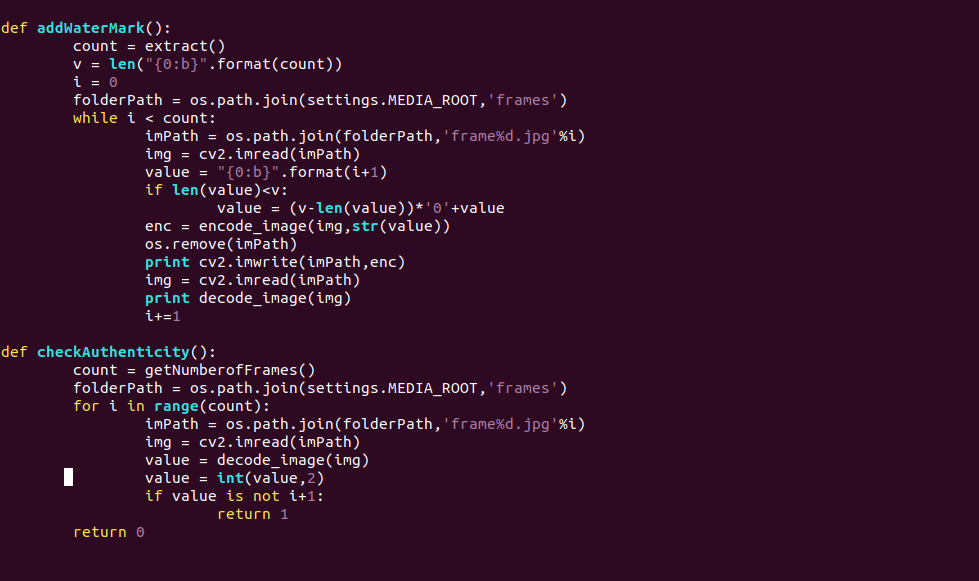 def addWaterMark():
        count = extract()
        v = len("{0:b}".format(count))
        i = 0
        folderPath = os.path.join(settings.MEDIA_ROOT,'frames')
        while i < count:
                imPath = os.path.join(folderPath,'frame%d.jpg'%i)
                img = cv2.imread(imPath)
                value = "{0:b}".format(i+1)
                if len(value)<v:
                        value = (v-len(value))*'0'+value
                enc = encode_image(img,str(value))
                os.remove(imPath)
                print cv2.imwrite(imPath,enc)
                img = cv2.imread(imPath)
                print decode_image(img)
                i+=1
def checkAuthenticity():
        count = getNumberofFrames()
        folderPath = os.path.join(settings.MEDIA_ROOT,'frames')
        for i in range(count):
                imPath = os.path.join(folderPath,'frame%d.jpg'%i)
                img = cv2.imread(imPath)
                value = decode_image(img)
                value = int(value,2)
                if value is not i+1:
                        return 1
        return 0